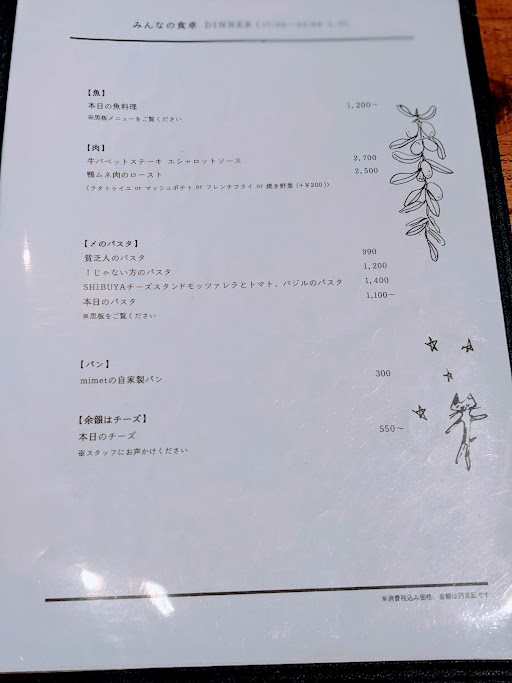 みんなの食卓 DINNER
【魚】
本日の魚料理 1,200～
※黒板メニューをご覧ください
【肉】
牛バベットステーキ エシャロットソース 2,700
鴨ムネ肉のロースト 2,500
（ラタトゥイユ or マッシュポテト or フレンチフライ or 焼き野菜（+￥200））
【〆のパスタ】
貧乏人のパスタ 990
↑じゃない方のパスタ 1,200
SHIBUYAチーズスタンドモッツァレラとトマト、バジルのパスタ 1,400
本日のパスタ 1,100～
※黒板をご覧ください
【パン】
mimetの自家製パン 300
【余韻はチーズ】
本日のチーズ 550～
※スタッフにお声かけください
※消費税込み価格、金額は円表記です